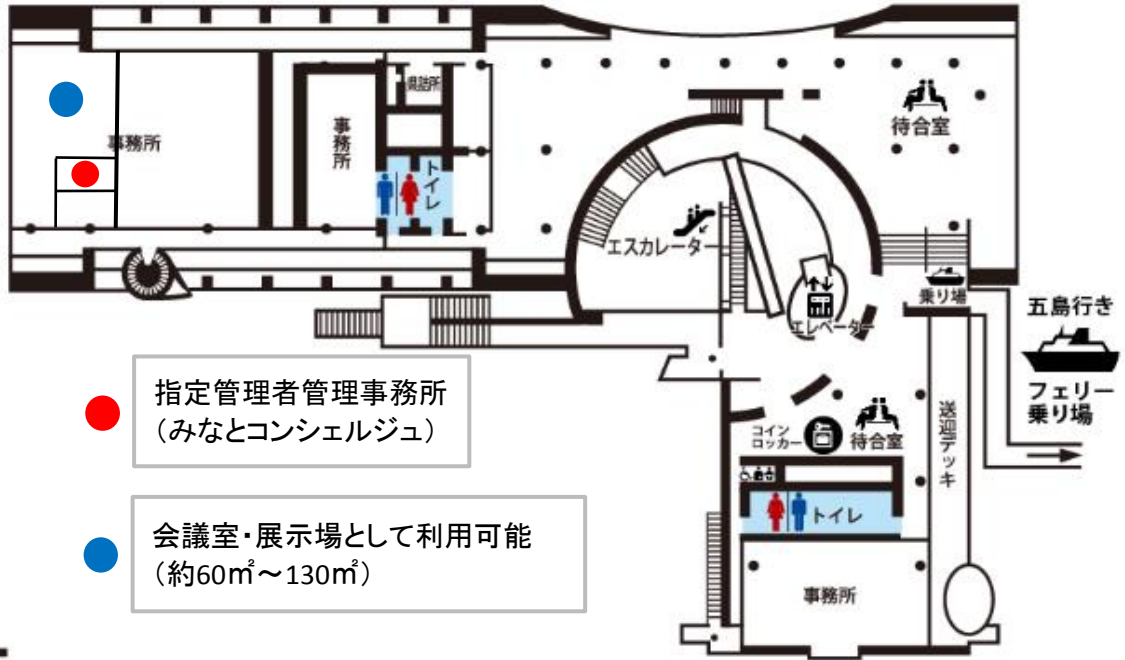 県詰所
事務所
事務所
トイレ
待合室
エスカレーター
エレベーター
乗り場
五島行き
フェリー
乗り場
指定管理者管理事務所
（みなとコンシェルジュ）
コイン
ロッカー
待合室
送迎デッキ
会議室・展示場として利用可能
（約60㎡～130㎡）
トイレ
事務所